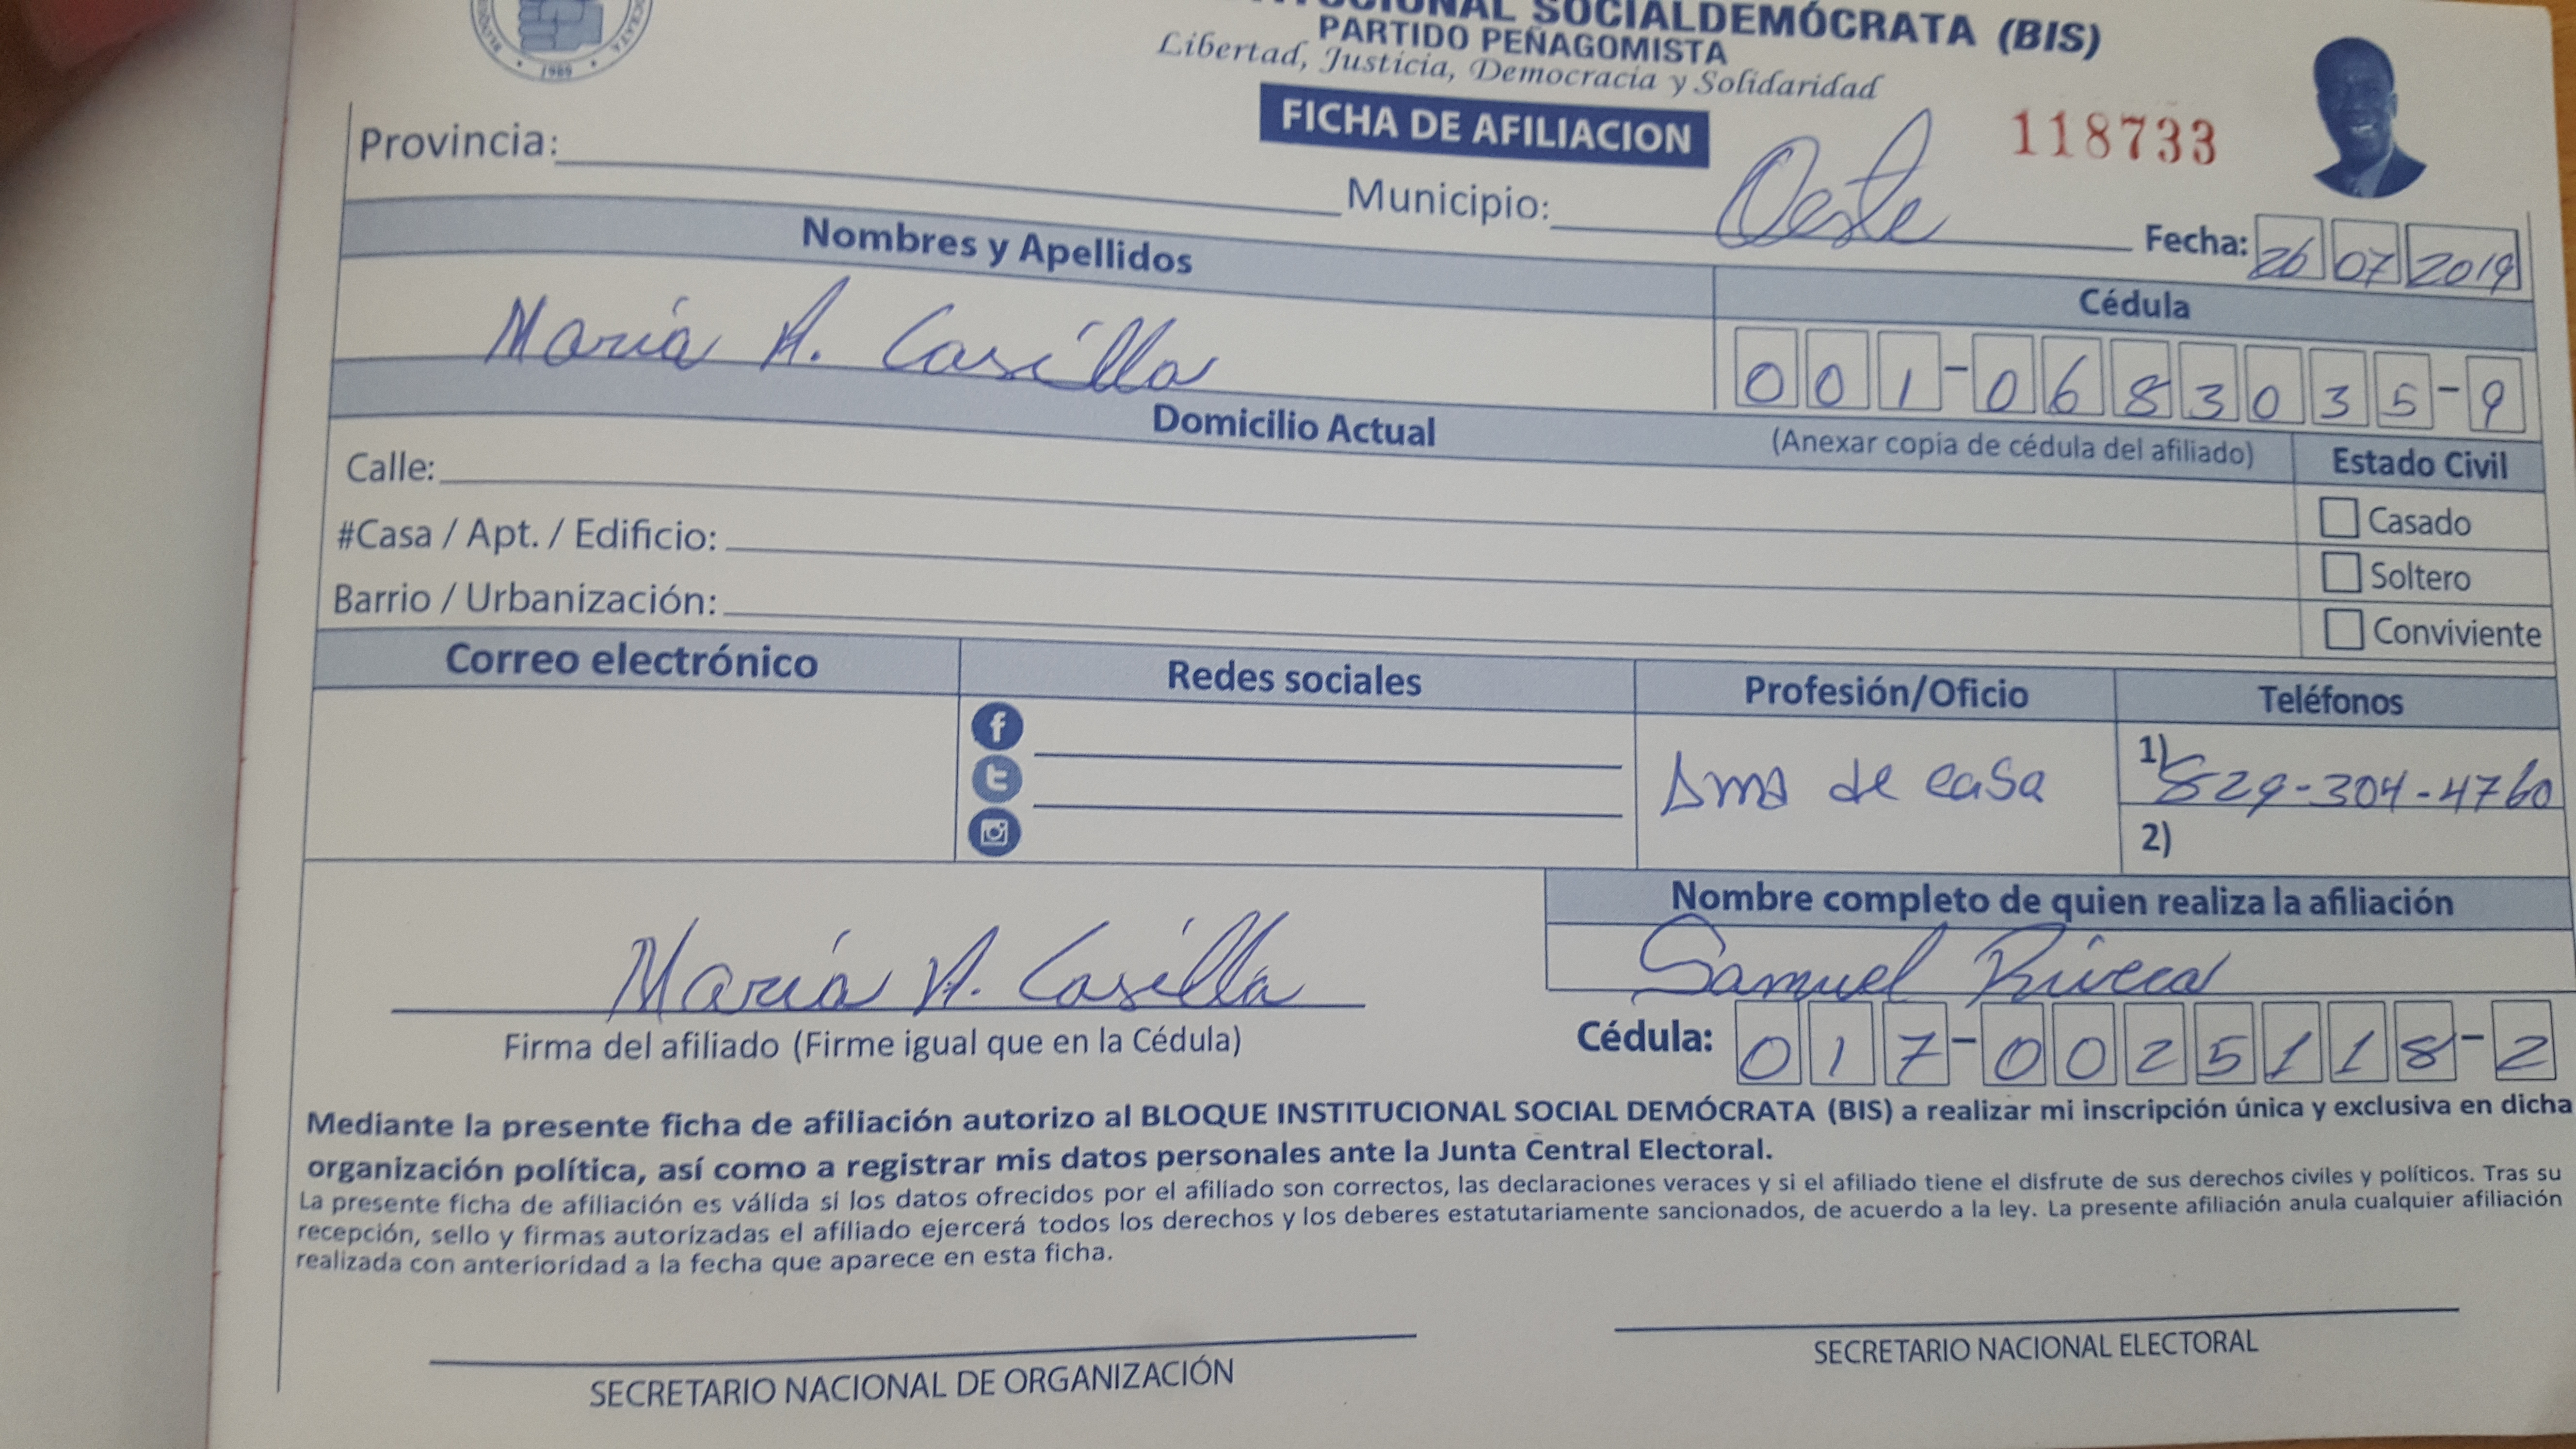 1989
SOCIALDEMÓCRATA (BIS)
PARTIDO PEÑAGOMISTA
Libertad, Justicia, Democracia y Solidaridad
FICHA DE AFILIACION
118733
Provincia:
Municipio: Oeste
Fecha: 26 07 2019
Nombres y Apellidos
Cédula
Maria A. Casilla
001-0683035-9
Domicilio Actual
(Anexar copia de cédula del afiliado)
Estado Civil
Calle:
Casado
#Casa / Apt. / Edificio:
Soltero
Barrio / Urbanización:
Conviviente
Correo electrónico
Redes sociales
Profesión/Oficio
Teléfonos
Ama de casa
1) 829-304-4760
2)
Nombre completo de quien realiza la afiliación
Maria A. Casilla
Samuel Rivera
Firma del afiliado (Firme igual que en la Cédula)
Cédula: 017-0025118-2
Mediante la presente ficha de afiliación autorizo al BLOQUE INSTITUCIONAL SOCIAL DEMÓCRATA (BIS) a realizar mi inscripción única y exclusiva en dicha
organización política, así como a registrar mis datos personales ante la Junta Central Electoral.
La presente ficha de afiliación es válida si los datos ofrecidos por el afiliado son correctos, las declaraciones veraces y si el afiliado tiene el disfrute de sus derechos civiles y políticos. Tras su
recepción, sello y firmas autorizadas el afiliado ejercerá todos los derechos y los deberes estatutariamente sancionados, de acuerdo a la ley. La presente afiliación anula cualquier afiliación
realizada con anterioridad a la fecha que aparece en esta ficha.
SECRETARIO NACIONAL DE ORGANIZACIÓN
SECRETARIO NACIONAL ELECTORAL